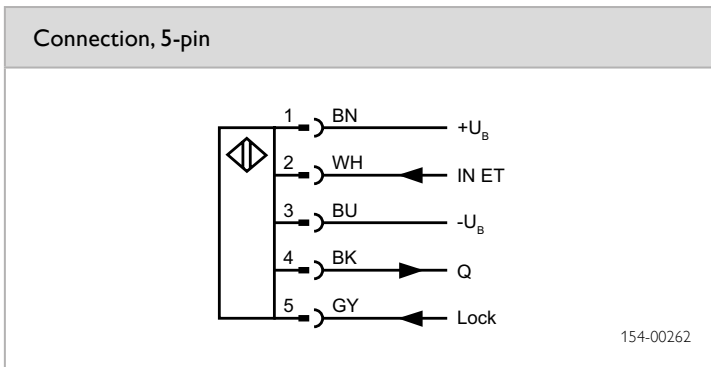 Connection, 5-pin
1 BN +U_B
2 WH IN ET
3 BU -U_B
4 BK Q
5 GY Lock
154-00262